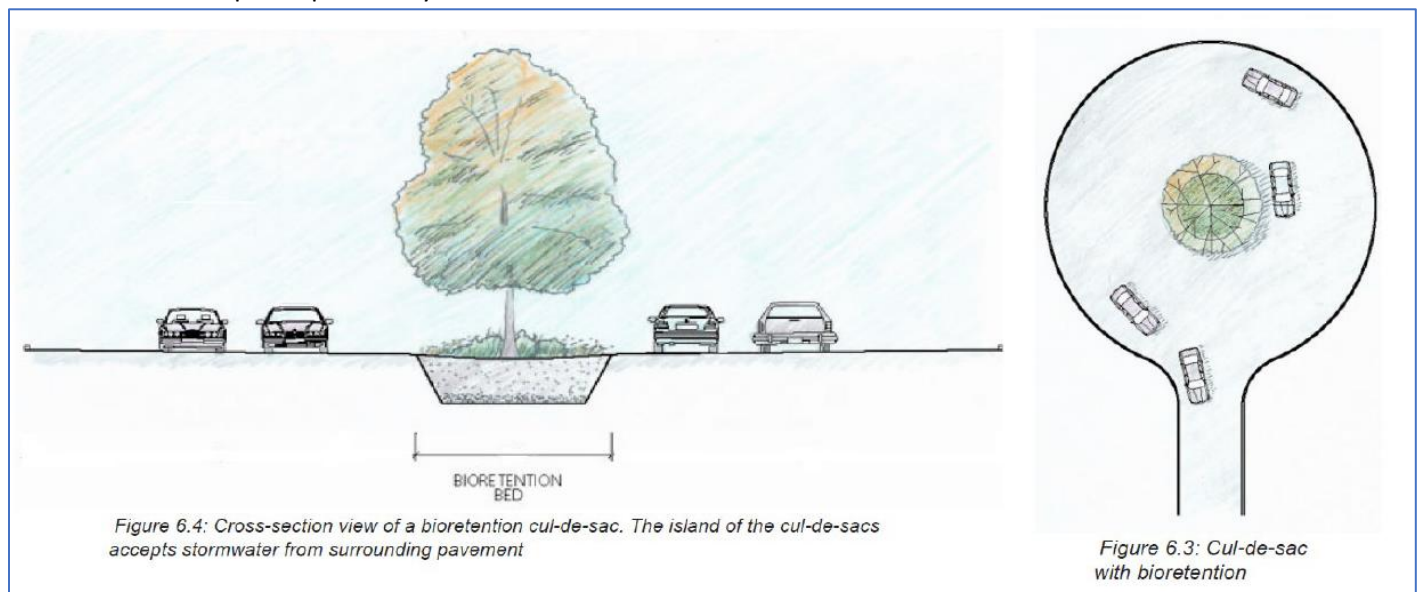 BIORETENTION
BED
Figure 6.4: Cross-section view of a bioretention cul-de-sac. The island of the cul-de-sacs
accepts stormwater from surrounding pavement
Figure 6.3: Cul-de-sac
with bioretention